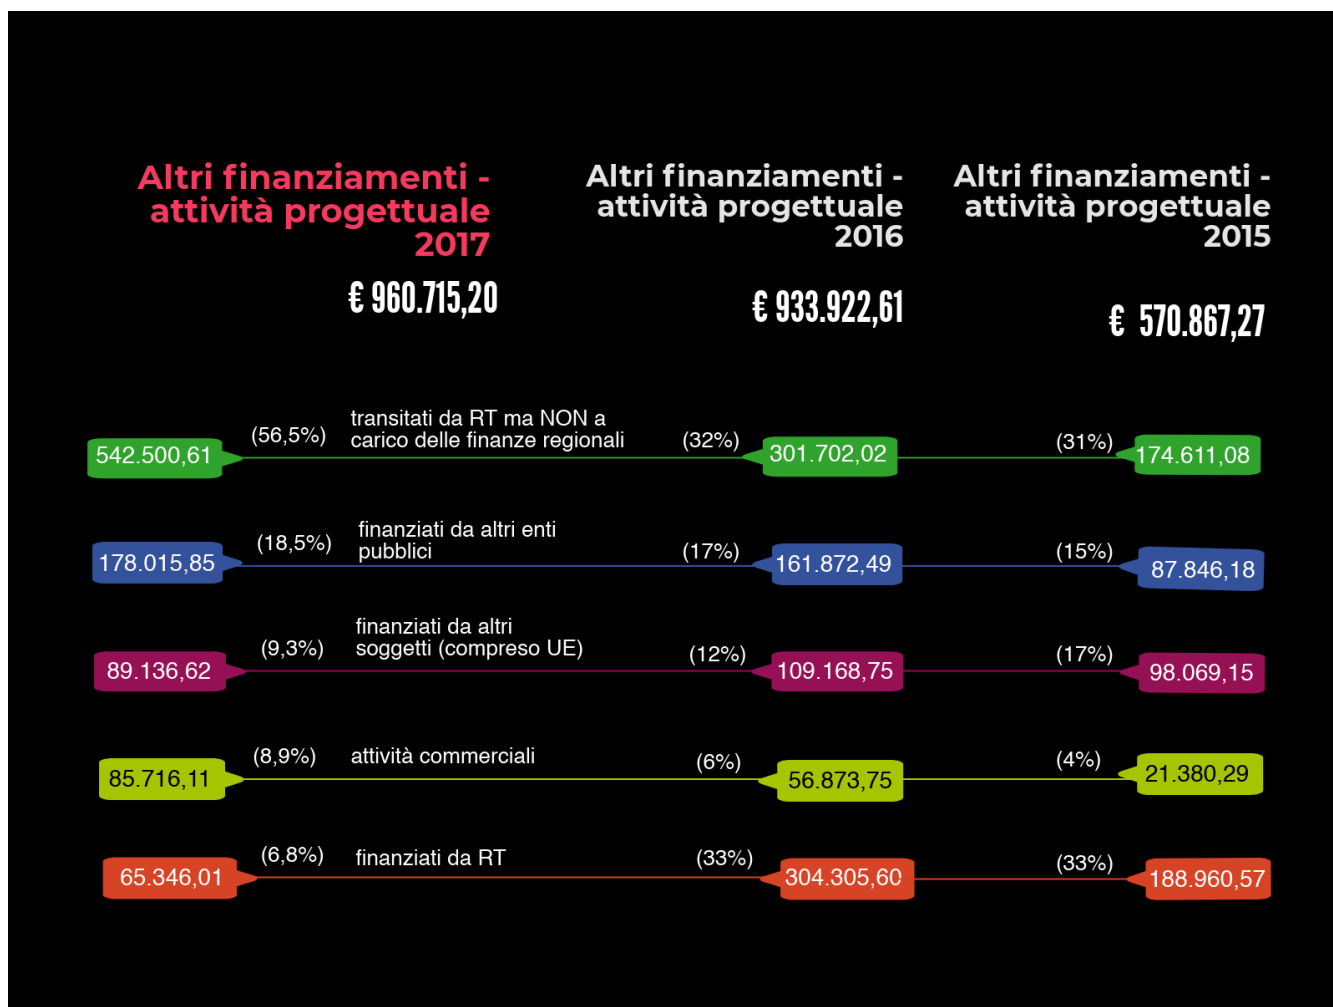 Altri finanziamenti -
attività progettuale
2017
€ 960.715,20
Altri finanziamenti -
attività progettuale
2016
€ 933.922,61
Altri finanziamenti -
attività progettuale
2015
€ 570.867,27
542.500,61
(56,5%)
transitati da RT ma NON a
carico delle finanze regionali
(32%)
301.702,02
(31%)
174.611,08
178.015,85
(18,5%)
finanziati da altri enti
pubblici
(17%)
161.872,49
(15%)
87.846,18
89.136,62
(9,3%)
finanziati da altri
soggetti (compreso UE)
(12%)
109.168,75
(17%)
98.069,15
85.716,11
(8,9%)
attività commerciali
(6%)
56.873,75
(4%)
21.380,29
65.346,01
(6,8%)
finanziati da RT
(33%)
304.305,60
(33%)
188.960,57